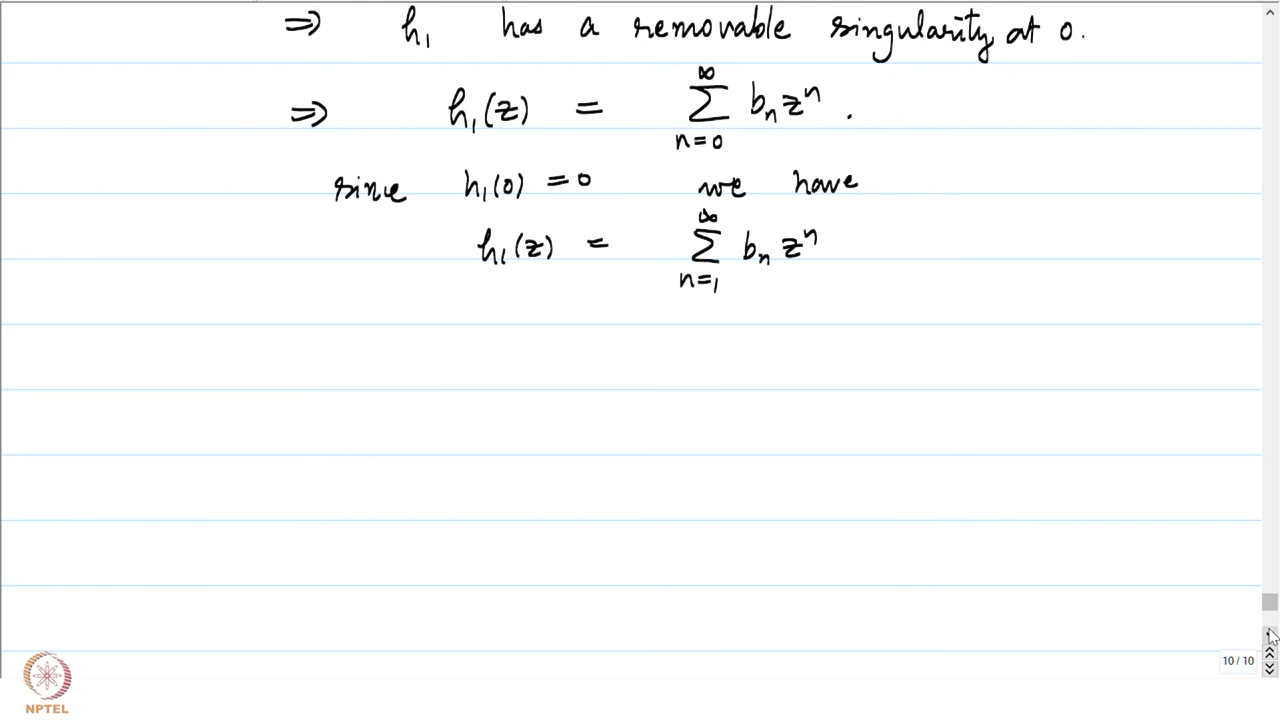 ⇒ h₁ has a removable singularity at 0.
⇒ h₁(z) = ∑_{n=0}^{∞} bₙ zⁿ .
since h₁(0) = 0 we have
h₁(z) = ∑_{n=1}^{∞} bₙ zⁿ
10 / 10
NPTEL